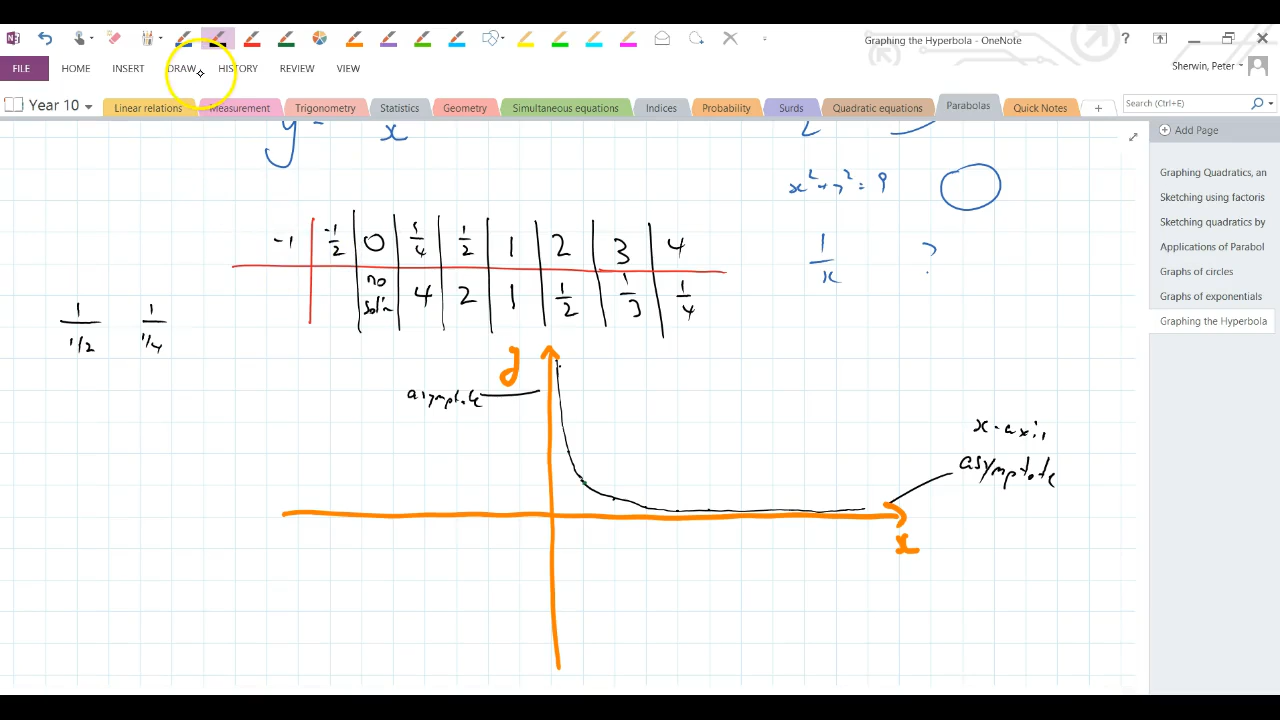 Graphing the Hyperbola - OneNote
FILE HOME INSERT DRAW HISTORY REVIEW VIEW
Sherwin, Peter
Year 10
Linear relations Measurement Trigonometry Statistics Geometry Simultaneous equations Indices Probability Surds Quadratic equations Parabolas Quick Notes +
Search (Ctrl+E)
Add Page
Graphing Quadratics, an
Sketching using factoris
Sketching quadratics by
Applications of Parabol
Graphs of circles
Graphs of exponentials
Graphing the Hyperbola
y = x
x² + y² = 9
1/x ?
-1 -1/2 0 1/4 1/2 1 2 3 4
no sol'n 4 2 1 1/2 1/3 1/4
1/1/2 1/1/4
y
asymptote
x-axis
asymptote
x